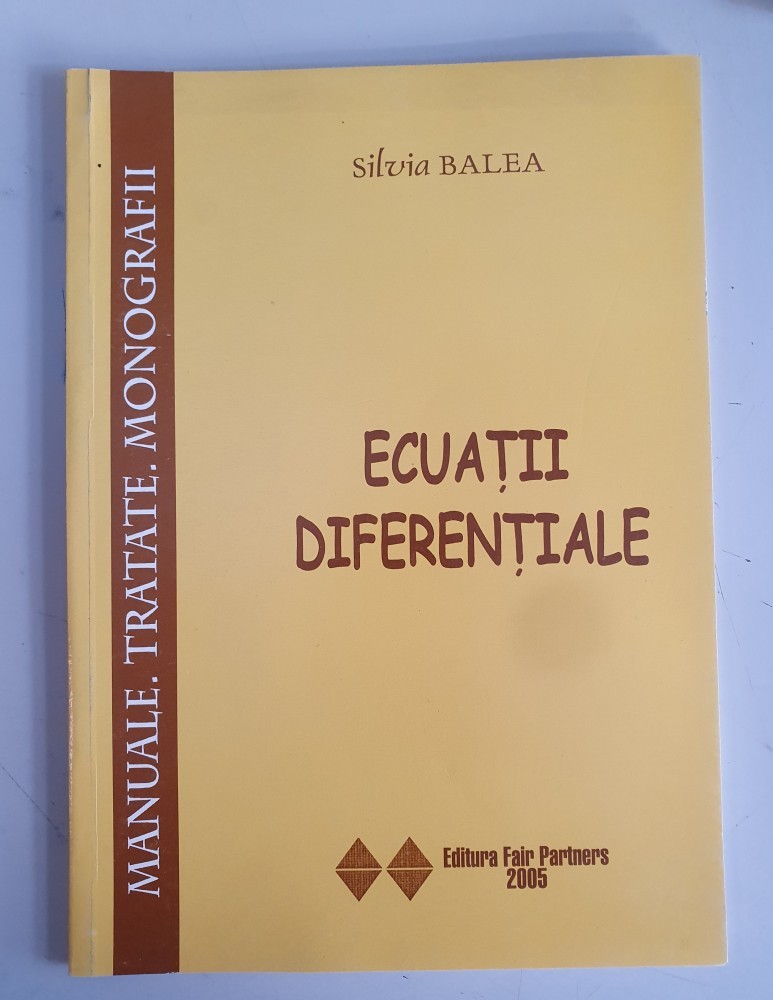 Silvia BALEA
ECUAȚII
DIFERENȚIALE
Editura Fair Partners
2005
MANUALE. TRATATE. MONOGRAFII